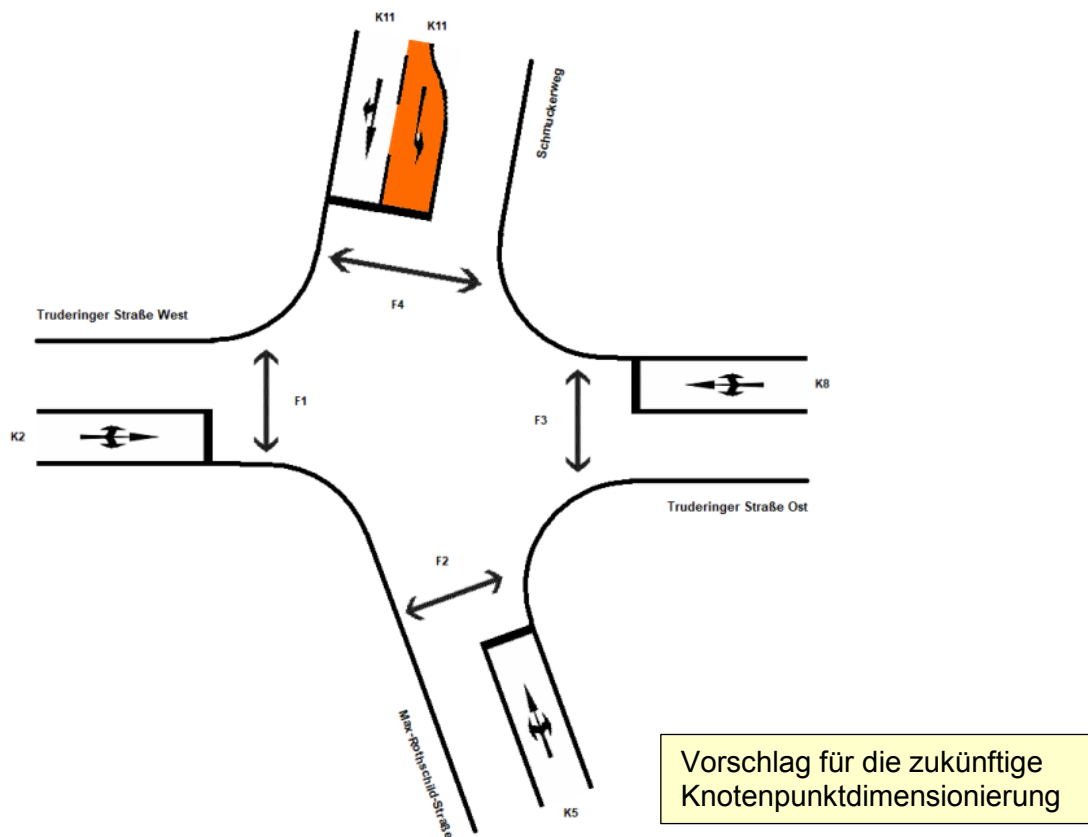 K11
K11
Schmuckerweg
F4
Truderinger Straße West
F1
F3
K8
K2
Truderinger Straße Ost
F2
Max-Rothschild-Straße
K5
Vorschlag für die zukünftige
Knotenpunktdimensionierung